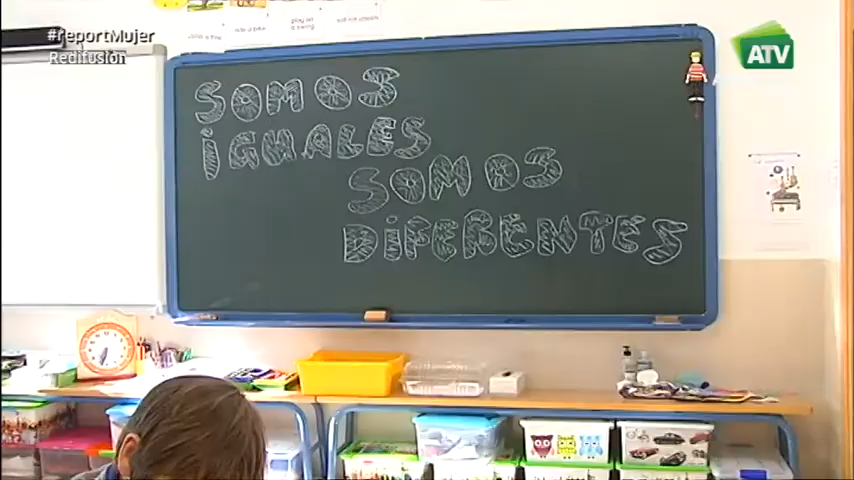 #reportMujer
Redifusión
ATV
SOMOS
iGUALES
SOMOS
DiFERENTES